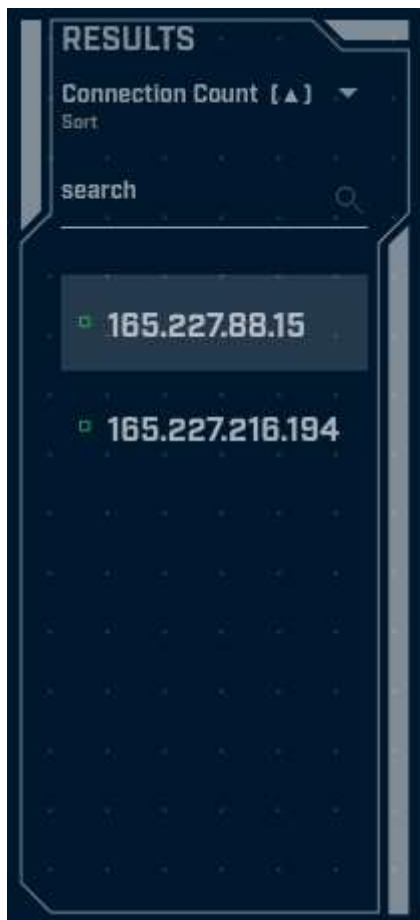 RESULTS
Connection Count [▲]
Sort
search
165.227.88.15
165.227.216.194